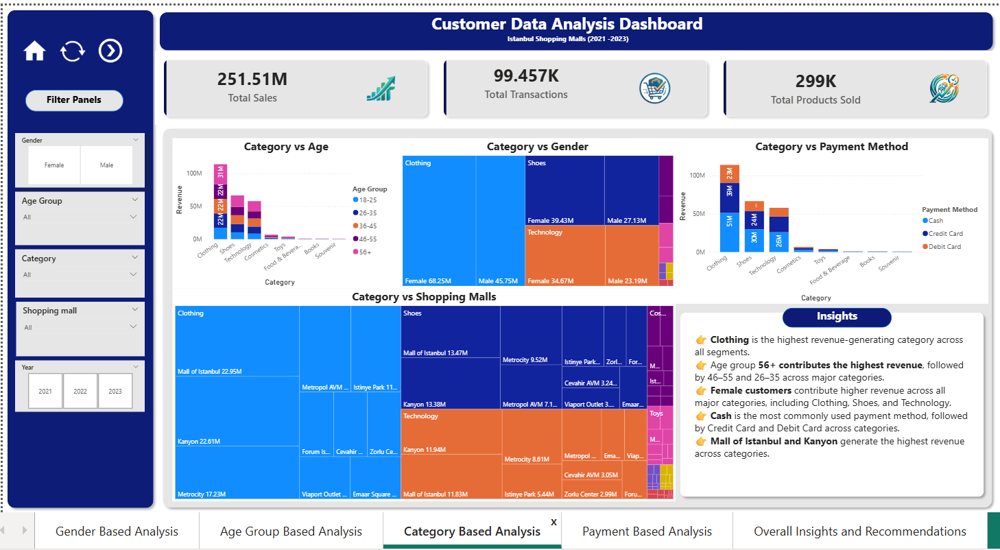 Customer Data Analysis Dashboard
Istanbul Shopping Malls (2021 -2023)
Filter Panels
Gender
Female
Male
Age Group
All
Category
All
Shopping mall
All
Year
2021
2022
2023
251.51M
Total Sales
99.457K
Total Transactions
299K
Total Products Sold
Category vs Age
Revenue
100M
50M
0M
31M
22M
22M
22M
Clothing
Shoes
Technology
Cosmetics
Toys
Food & Bevera...
Books
Souvenir
Category
Age Group
18-25
26-35
36-45
46-55
56+
Category vs Gender
Clothing
Female 68.25M
Male 45.75M
Shoes
Female 39.43M
Male 27.13M
Technology
Female 34.67M
Male 23.19M
Category vs Payment Method
Revenue
100M
50M
0M
23M
39M
51M
...
24M
30M
26M
Clothing
Shoes
Technology
Cosmetics
Toys
Food & Beverage
Books
Souvenir
Category
Payment Method
Cash
Credit Card
Debit Card
Category vs Shopping Malls
Clothing
Mall of Istanbul 22.95M
Kanyon 22.61M
Metrocity 17.23M
Metropol AVM ...
Istinye Park 11...
Forum Is...
Cevahir ...
Zorlu Ce...
Viaport Outlet ...
Emaar Square ...
Shoes
Mall of Istanbul 13.47M
Kanyon 13.38M
Metrocity 9.52M
Metropol AVM 7.1...
Istinye Park...
Zorl...
For...
Cevahir AVM 3.24...
Viaport Outlet 3....
Emaar...
Technology
Kanyon 11.94M
Mall of Istanbul 11.83M
Metrocity 8.61M
Istinye Park 5.44M
Metropol ...
Ema...
Viap...
Cevahir AVM 3.05M
Zorlu Center 2.99M
Foru...
Cos...
M...
Ist...
Toys
M...
Insights
👉 Clothing is the highest revenue-generating category across
all segments.
👉 Age group 56+ contributes the highest revenue, followed
by 46–55 and 26–35 across major categories.
👉 Female customers contribute higher revenue across all
major categories, including Clothing, Shoes, and Technology.
👉 Cash is the most commonly used payment method, followed
by Credit Card and Debit Card across categories.
👉 Mall of Istanbul and Kanyon generate the highest revenue
across categories.
Gender Based Analysis
Age Group Based Analysis
Category Based Analysis
x
Payment Based Analysis
Overall Insights and Recommendations